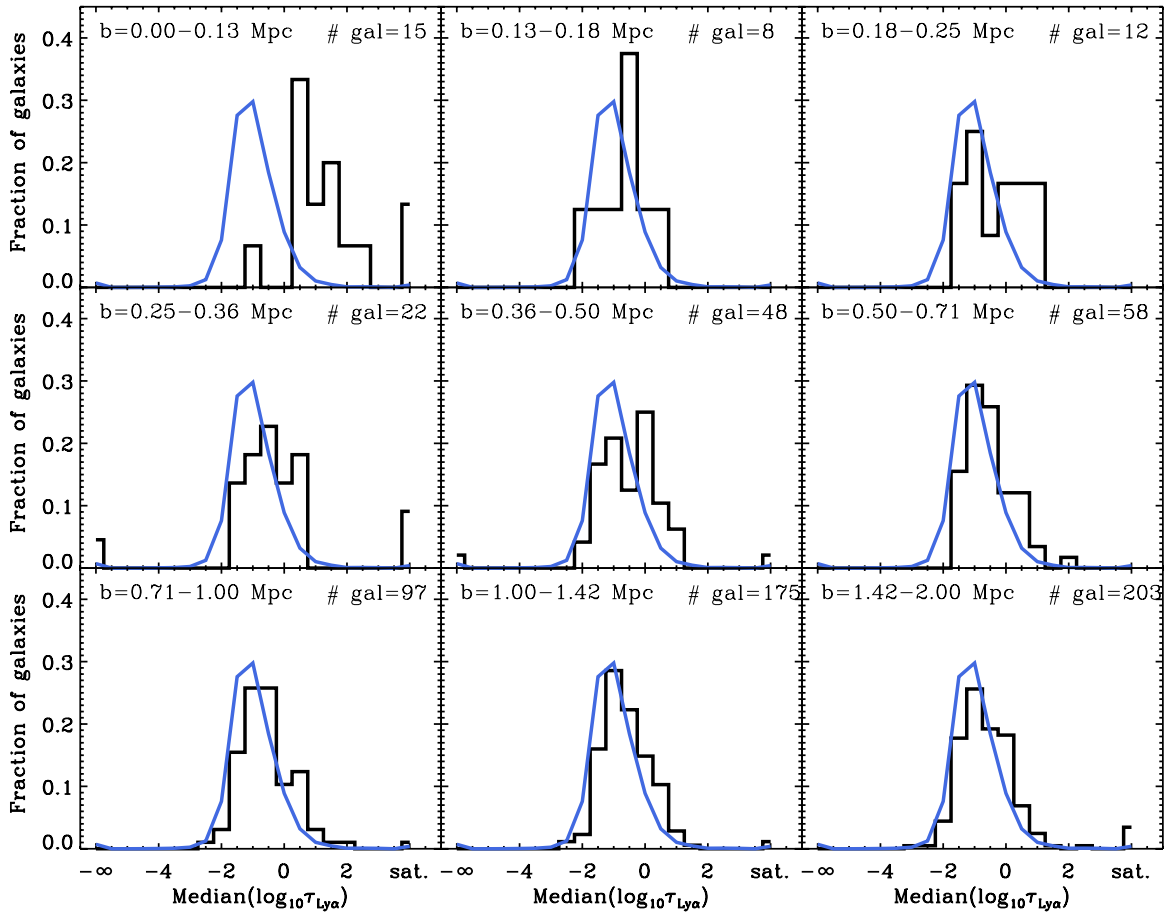 b=0.00−0.13 Mpc # gal=15
b=0.13−0.18 Mpc # gal=8
b=0.18−0.25 Mpc # gal=12
0.4
0.3
0.2
0.1
0.0
Fraction of galaxies
b=0.25−0.36 Mpc # gal=22
b=0.36−0.50 Mpc # gal=48
b=0.50−0.71 Mpc # gal=58
0.4
0.3
0.2
0.1
0.0
Fraction of galaxies
b=0.71−1.00 Mpc # gal=97
b=1.00−1.42 Mpc # gal=175
b=1.42−2.00 Mpc # gal=203
0.4
0.3
0.2
0.1
0.0
Fraction of galaxies
−∞ −4 −2 0 2 sat.
−∞ −4 −2 0 2 sat.
−∞ −4 −2 0 2 sat.
Median(log₁₀τLyα)
Median(log₁₀τLyα)
Median(log₁₀τLyα)